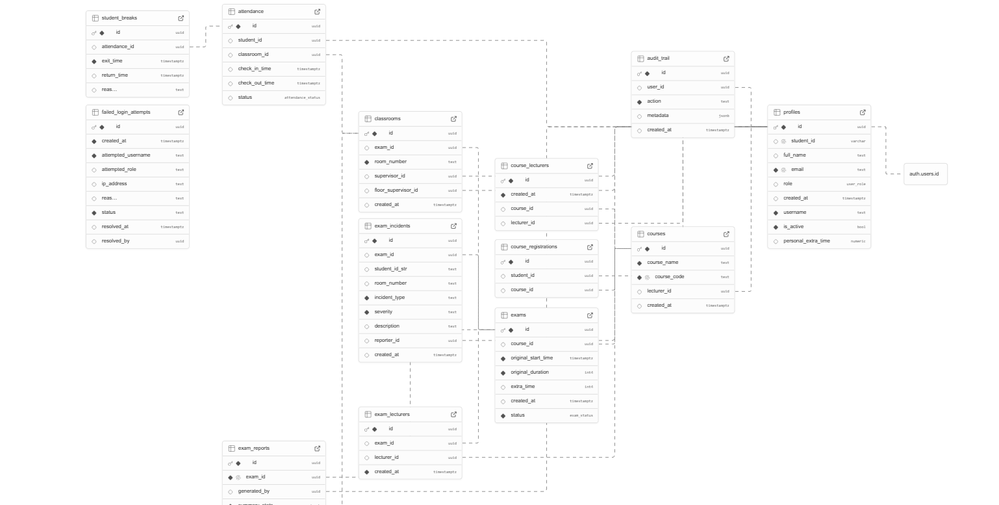 student_breaks
id uuid
attendance_id uuid
exit_time timestamptz
return_time timestamptz
reas... text
failed_login_attempts
id uuid
created_at timestamptz
attempted_username text
attempted_role text
ip_address text
reas... text
status text
resolved_at timestamptz
resolved_by uuid
attendance
id uuid
student_id uuid
classroom_id uuid
check_in_time timestamptz
check_out_time timestamptz
status attendance_status
exam_reports
id uuid
exam_id uuid
generated_by uuid
classrooms
id uuid
exam_id uuid
room_number text
supervisor_id uuid
floor_supervisor_id uuid
created_at timestamptz
exam_incidents
id uuid
exam_id uuid
student_id_str text
room_number text
incident_type text
severity text
description text
reporter_id uuid
created_at timestamptz
exam_lecturers
id uuid
exam_id uuid
lecturer_id uuid
created_at timestamptz
course_lecturers
id uuid
created_at timestamptz
course_id uuid
lecturer_id uuid
course_registrations
id uuid
student_id uuid
course_id uuid
exams
id uuid
course_id uuid
original_start_time timestamptz
original_duration int4
extra_time int4
created_at timestamptz
status exam_status
audit_trail
id uuid
user_id uuid
action text
metadata jsonb
created_at timestamptz
courses
id uuid
course_name text
course_code text
lecturer_id uuid
created_at timestamptz
profiles
id uuid
student_id varchar
full_name text
email text
role user_role
created_at timestamptz
username text
is_active bool
personal_extra_time numeric
auth.users.id